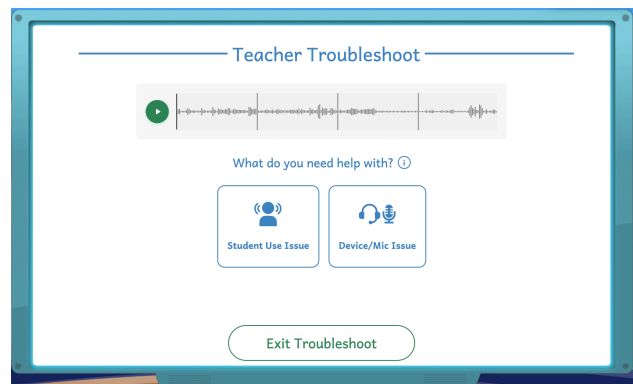 Teacher Troubleshoot
What do you need help with? i
Student Use Issue
Device/Mic Issue
Exit Troubleshoot